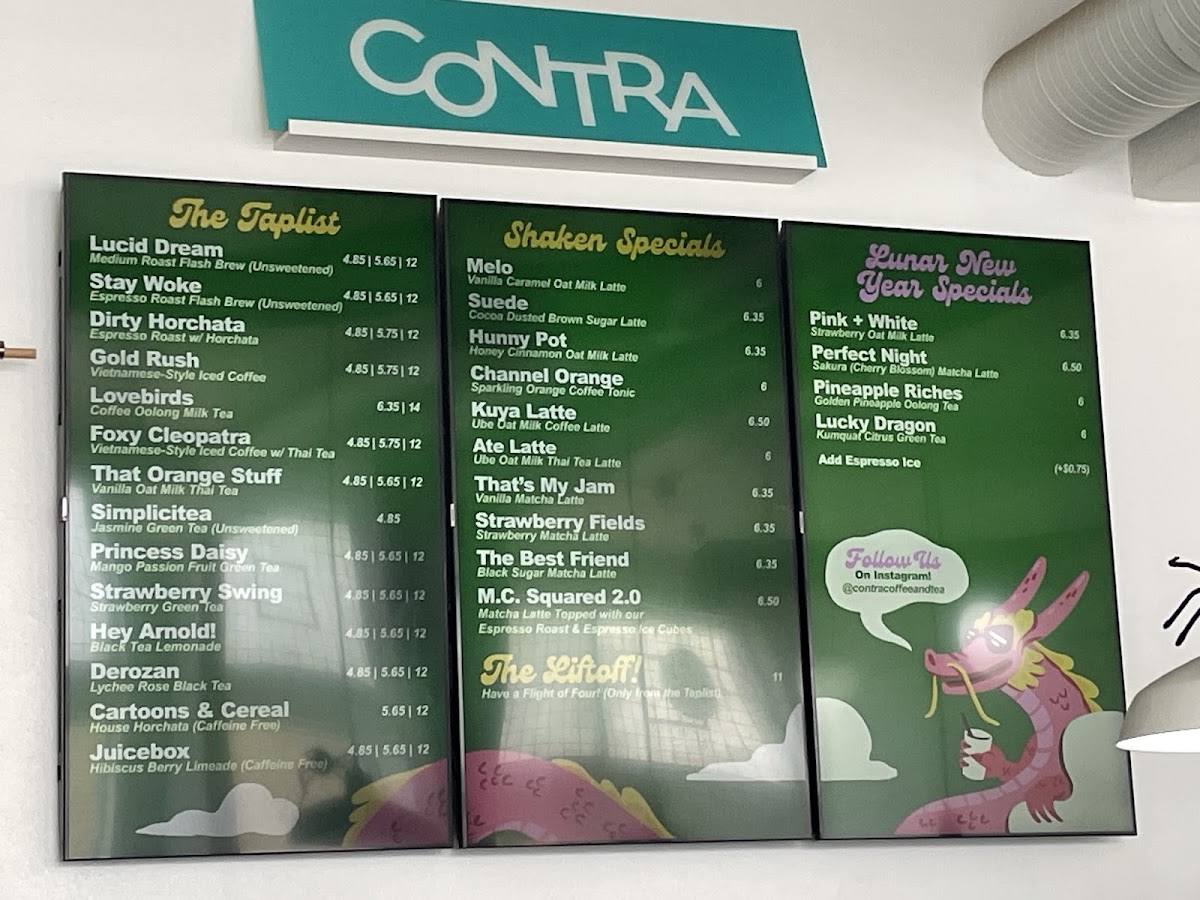 CONTRA
The Taplist
Lucid Dream
Medium Roast Flash Brew (Unsweetened) 4.85 | 5.65 | 12
Stay Woke
Espresso Roast Flash Brew (Unsweetened) 4.85 | 5.65 | 12
Dirty Horchata
Espresso Roast w/ Horchata 4.85 | 5.75 | 12
Gold Rush
Vietnamese-Style Iced Coffee 4.85 | 5.75 | 12
Lovebirds
Coffee Oolong Milk Tea 6.35 | 14
Foxy Cleopatra
Vietnamese-Style Iced Coffee w/ Thai Tea 4.85 | 5.75 | 12
That Orange Stuff
Vanilla Oat Milk Thai Tea 4.85 | 5.65 | 12
Simplicitea
Jasmine Green Tea (Unsweetened) 4.85
Princess Daisy
Mango Passion Fruit Green Tea 4.85 | 5.65 | 12
Strawberry Swing
Strawberry Green Tea 4.85 | 5.65 | 12
Hey Arnold!
Black Tea Lemonade 4.85 | 5.65 | 12
Derozan
Lychee Rose Black Tea 4.85 | 5.65 | 12
Cartoons & Cereal
House Horchata (Caffeine Free) 5.65 | 12
Juicebox
Hibiscus Berry Limeade (Caffeine Free) 4.85 | 5.65 | 12
Shaken Specials
Melo
Vanilla Caramel Oat Milk Latte 6
Suede
Cocoa Dusted Brown Sugar Latte 6.35
Hunny Pot
Honey Cinnamon Oat Milk Latte 6.35
Channel Orange
Sparkling Orange Coffee Tonic 6
Kuya Latte
Ube Oat Milk Coffee Latte 6.50
Ate Latte
Ube Oat Milk Thai Tea Latte 6
That's My Jam
Vanilla Matcha Latte 6.35
Strawberry Fields
Strawberry Matcha Latte 6.35
The Best Friend
Black Sugar Matcha Latte 6.35
M.C. Squared 2.0 6.50
Matcha Latte Topped with our
Espresso Roast & Espresso Ice Cubes
The Liftoff! 11
Have a Flight of Four! (Only from the Taplist)
Lunar New
Year Specials
Pink + White
Strawberry Oat Milk Latte 6.35
Perfect Night
Sakura (Cherry Blossom) Matcha Latte 6.50
Pineapple Riches
Golden Pineapple Oolong Tea 6
Lucky Dragon
Kumquat Citrus Green Tea 6
Add Espresso Ice (+$0.75)
Follow Us
On Instagram!
@contracoffeeandtea